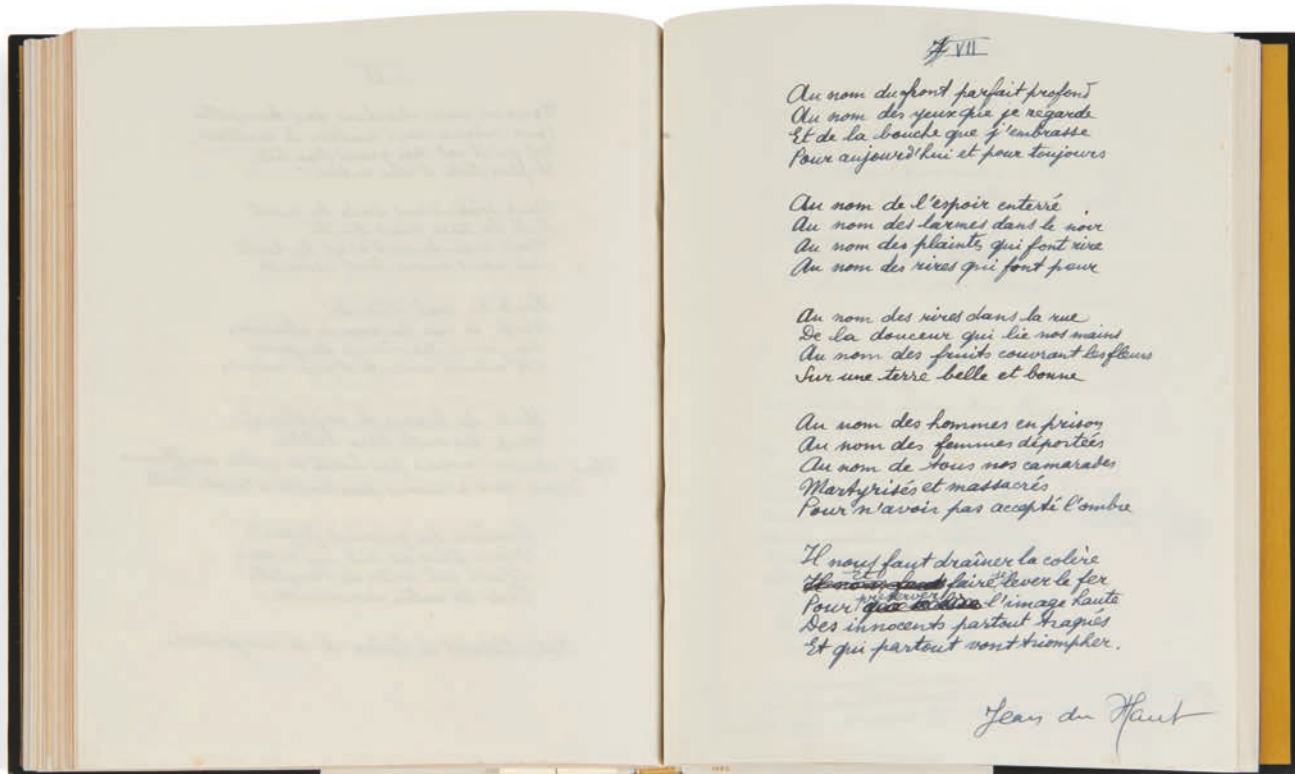 VII
Au nom du front parfait profond
Au nom des yeux que je regarde
Et de la bouche que j'embrasse
Pour aujourd'hui et pour toujours
Au nom de l'espoir enterré
Au nom des larmes dans le noir
Au nom des plaintes qui font rire
Au nom des rires qui font peur
Au nom des rires dans la rue
De la douceur qui lie nos mains
Au nom des fruits couvrant les fleurs
Sur une terre belle et bonne
Au nom des hommes en prison
Au nom des femmes déportées
Au nom de tous nos camarades
Martyrisés et massacrés
Pour n'avoir pas accepté l'ombre
Il nous faut draîner la colère
Et faire lever le fer
Pour préserver l'image haute
Des innocents partout traqués
Et qui partout vont triompher.
Jean du Haut